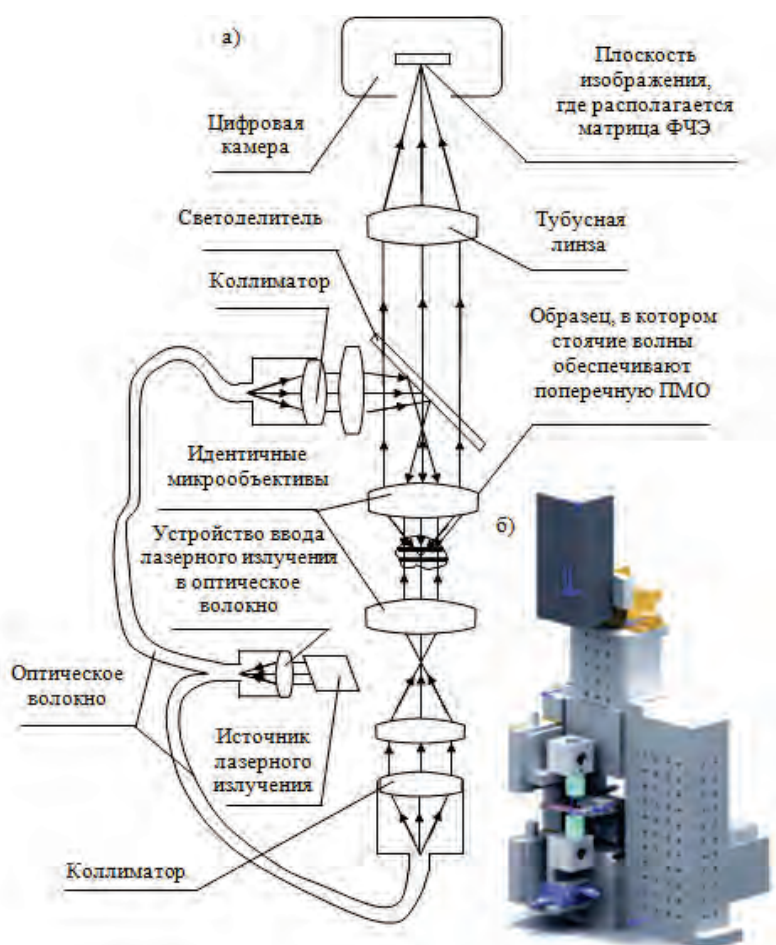 а)
Плоскость
изображения,
где располагается
матрица ФЧЭ
Цифровая
камера
Светоделитель
Тубусная
линза
Коллиматор
Образец, в котором
стоячие волны
обеспечивают
поперечную ПМО
Идентичные
микрообъективы
б)
Устройство ввода
лазерного излучения
в оптическое
волокно
Оптическое
волокно
Источник
лазерного
излучения
Коллиматор